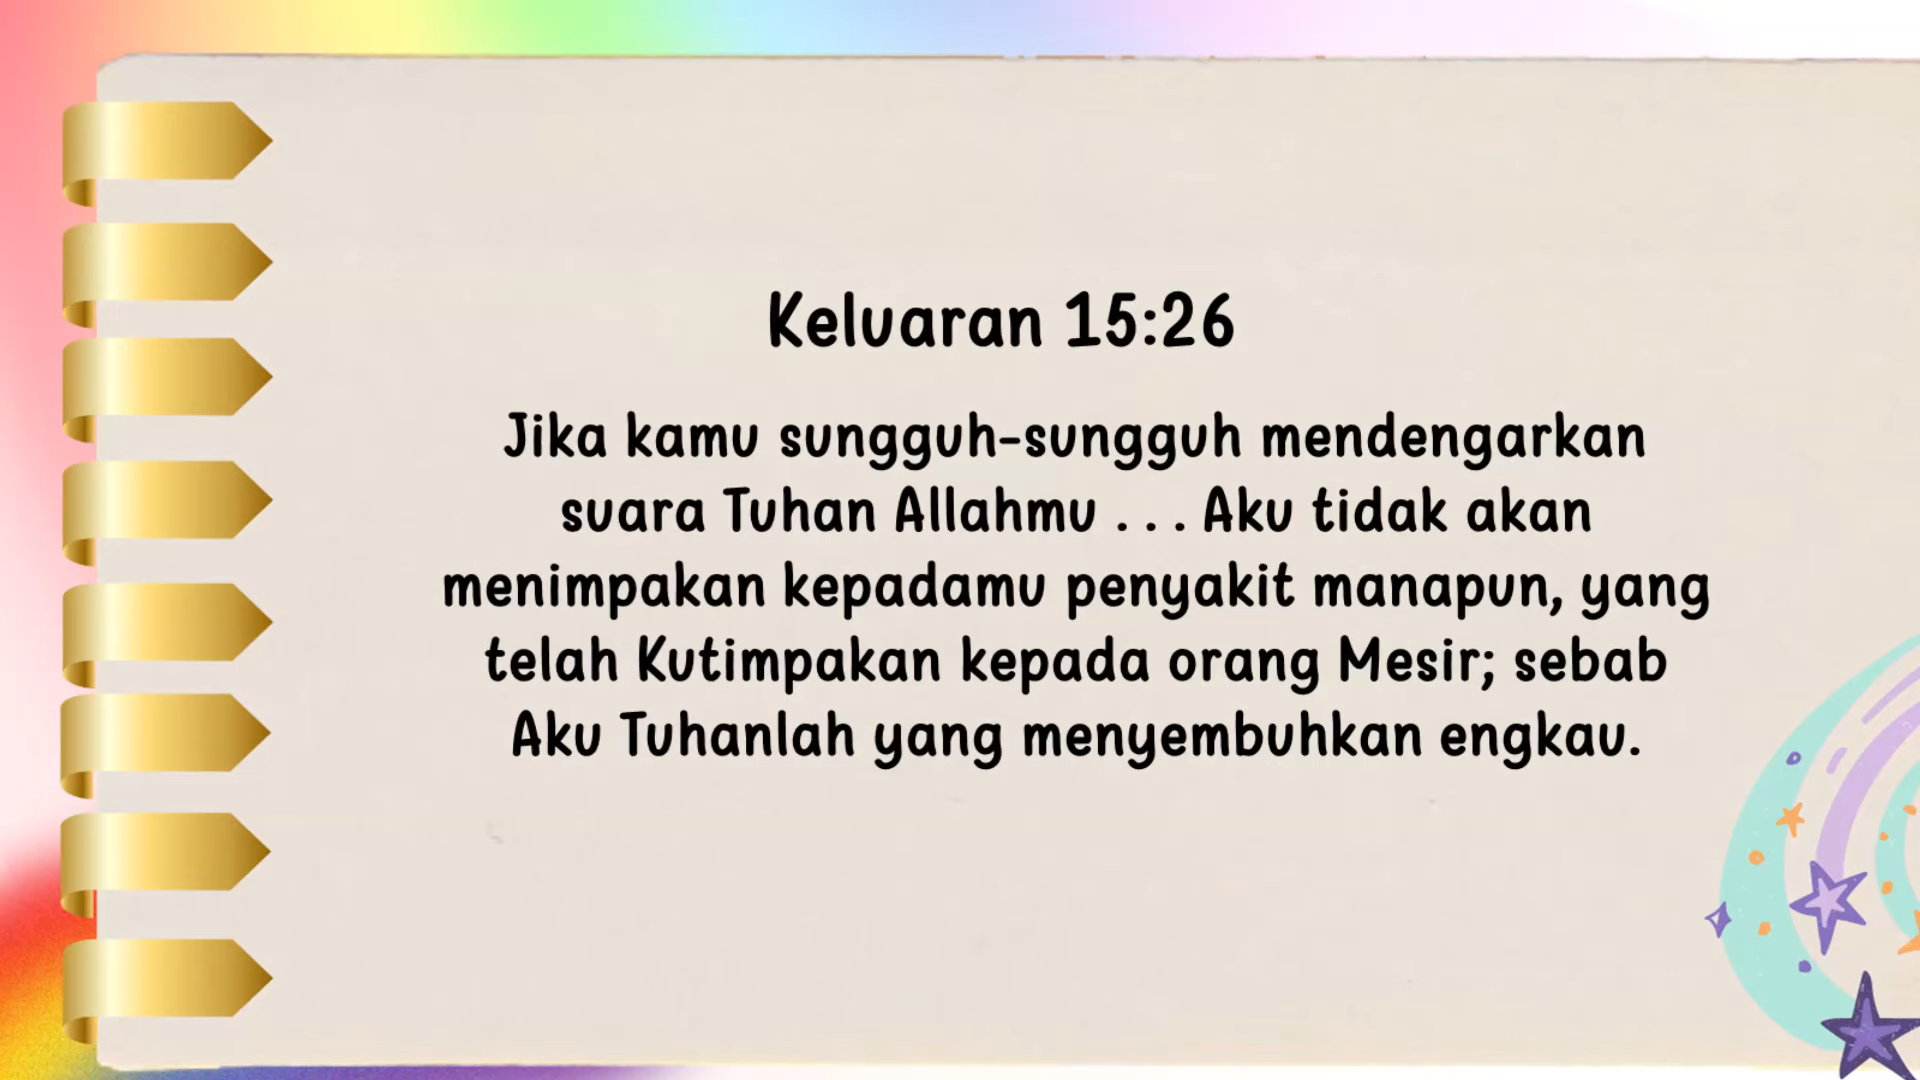 Keluaran 15:26
Jika kamu sungguh-sungguh mendengarkan
suara Tuhan Allahmu . . . Aku tidak akan
menimpakan kepadamu penyakit manapun, yang
telah Kutimpakan kepada orang Mesir; sebab
Aku Tuhanlah yang menyembuhkan engkau.